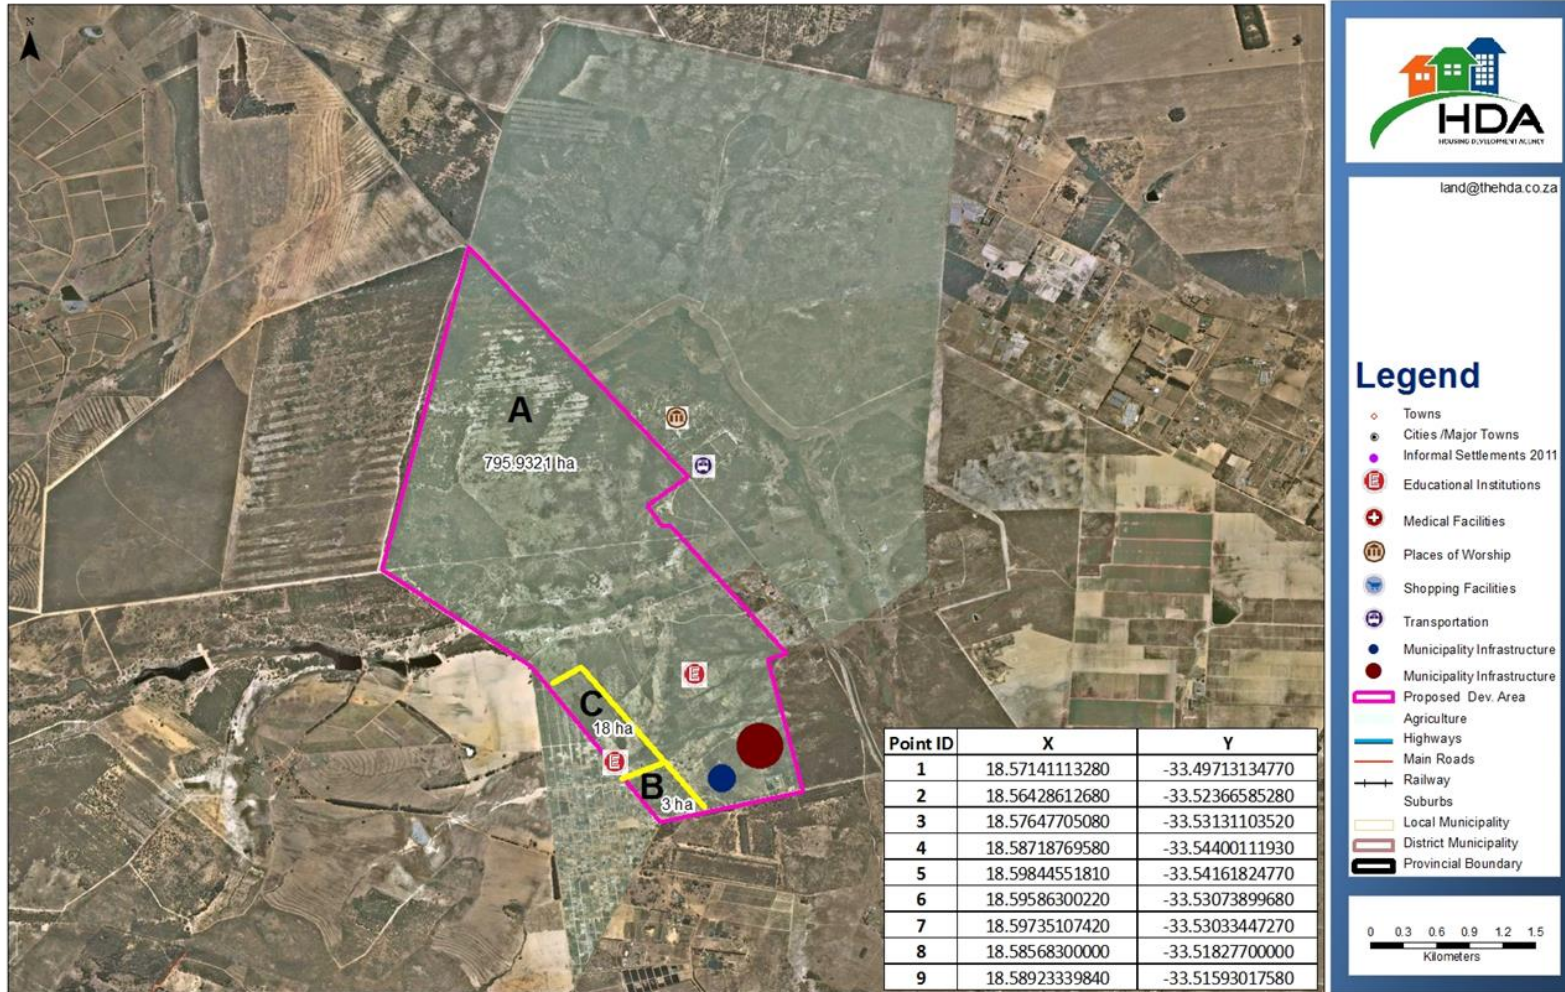 N
A
795.9321 ha
C
18 ha
B
3 ha
E
E
Point ID X Y
1 18.57141113280 -33.49713134770
2 18.56428612680 -33.52366585280
3 18.57647705080 -33.53131103520
4 18.58718769580 -33.54400111930
5 18.59844551810 -33.54161824770
6 18.59586300220 -33.53073899680
7 18.59735107420 -33.53033447270
8 18.58568300000 -33.51827700000
9 18.58923339840 -33.51593017580
HDA
HOUSING DEVELOPMENT AGENCY
land@thehda.co.za
Legend
Towns
Cities /Major Towns
Informal Settlements 2011
E Educational Institutions
Medical Facilities
Places of Worship
Shopping Facilities
Transportation
Municipality Infrastructure
Municipality Infrastructure
Proposed Dev. Area
Agriculture
Highways
Main Roads
Railway
Suburbs
Local Municipality
District Municipality
Provincial Boundary
0 0.3 0.6 0.9 1.2 1.5
Kilometers